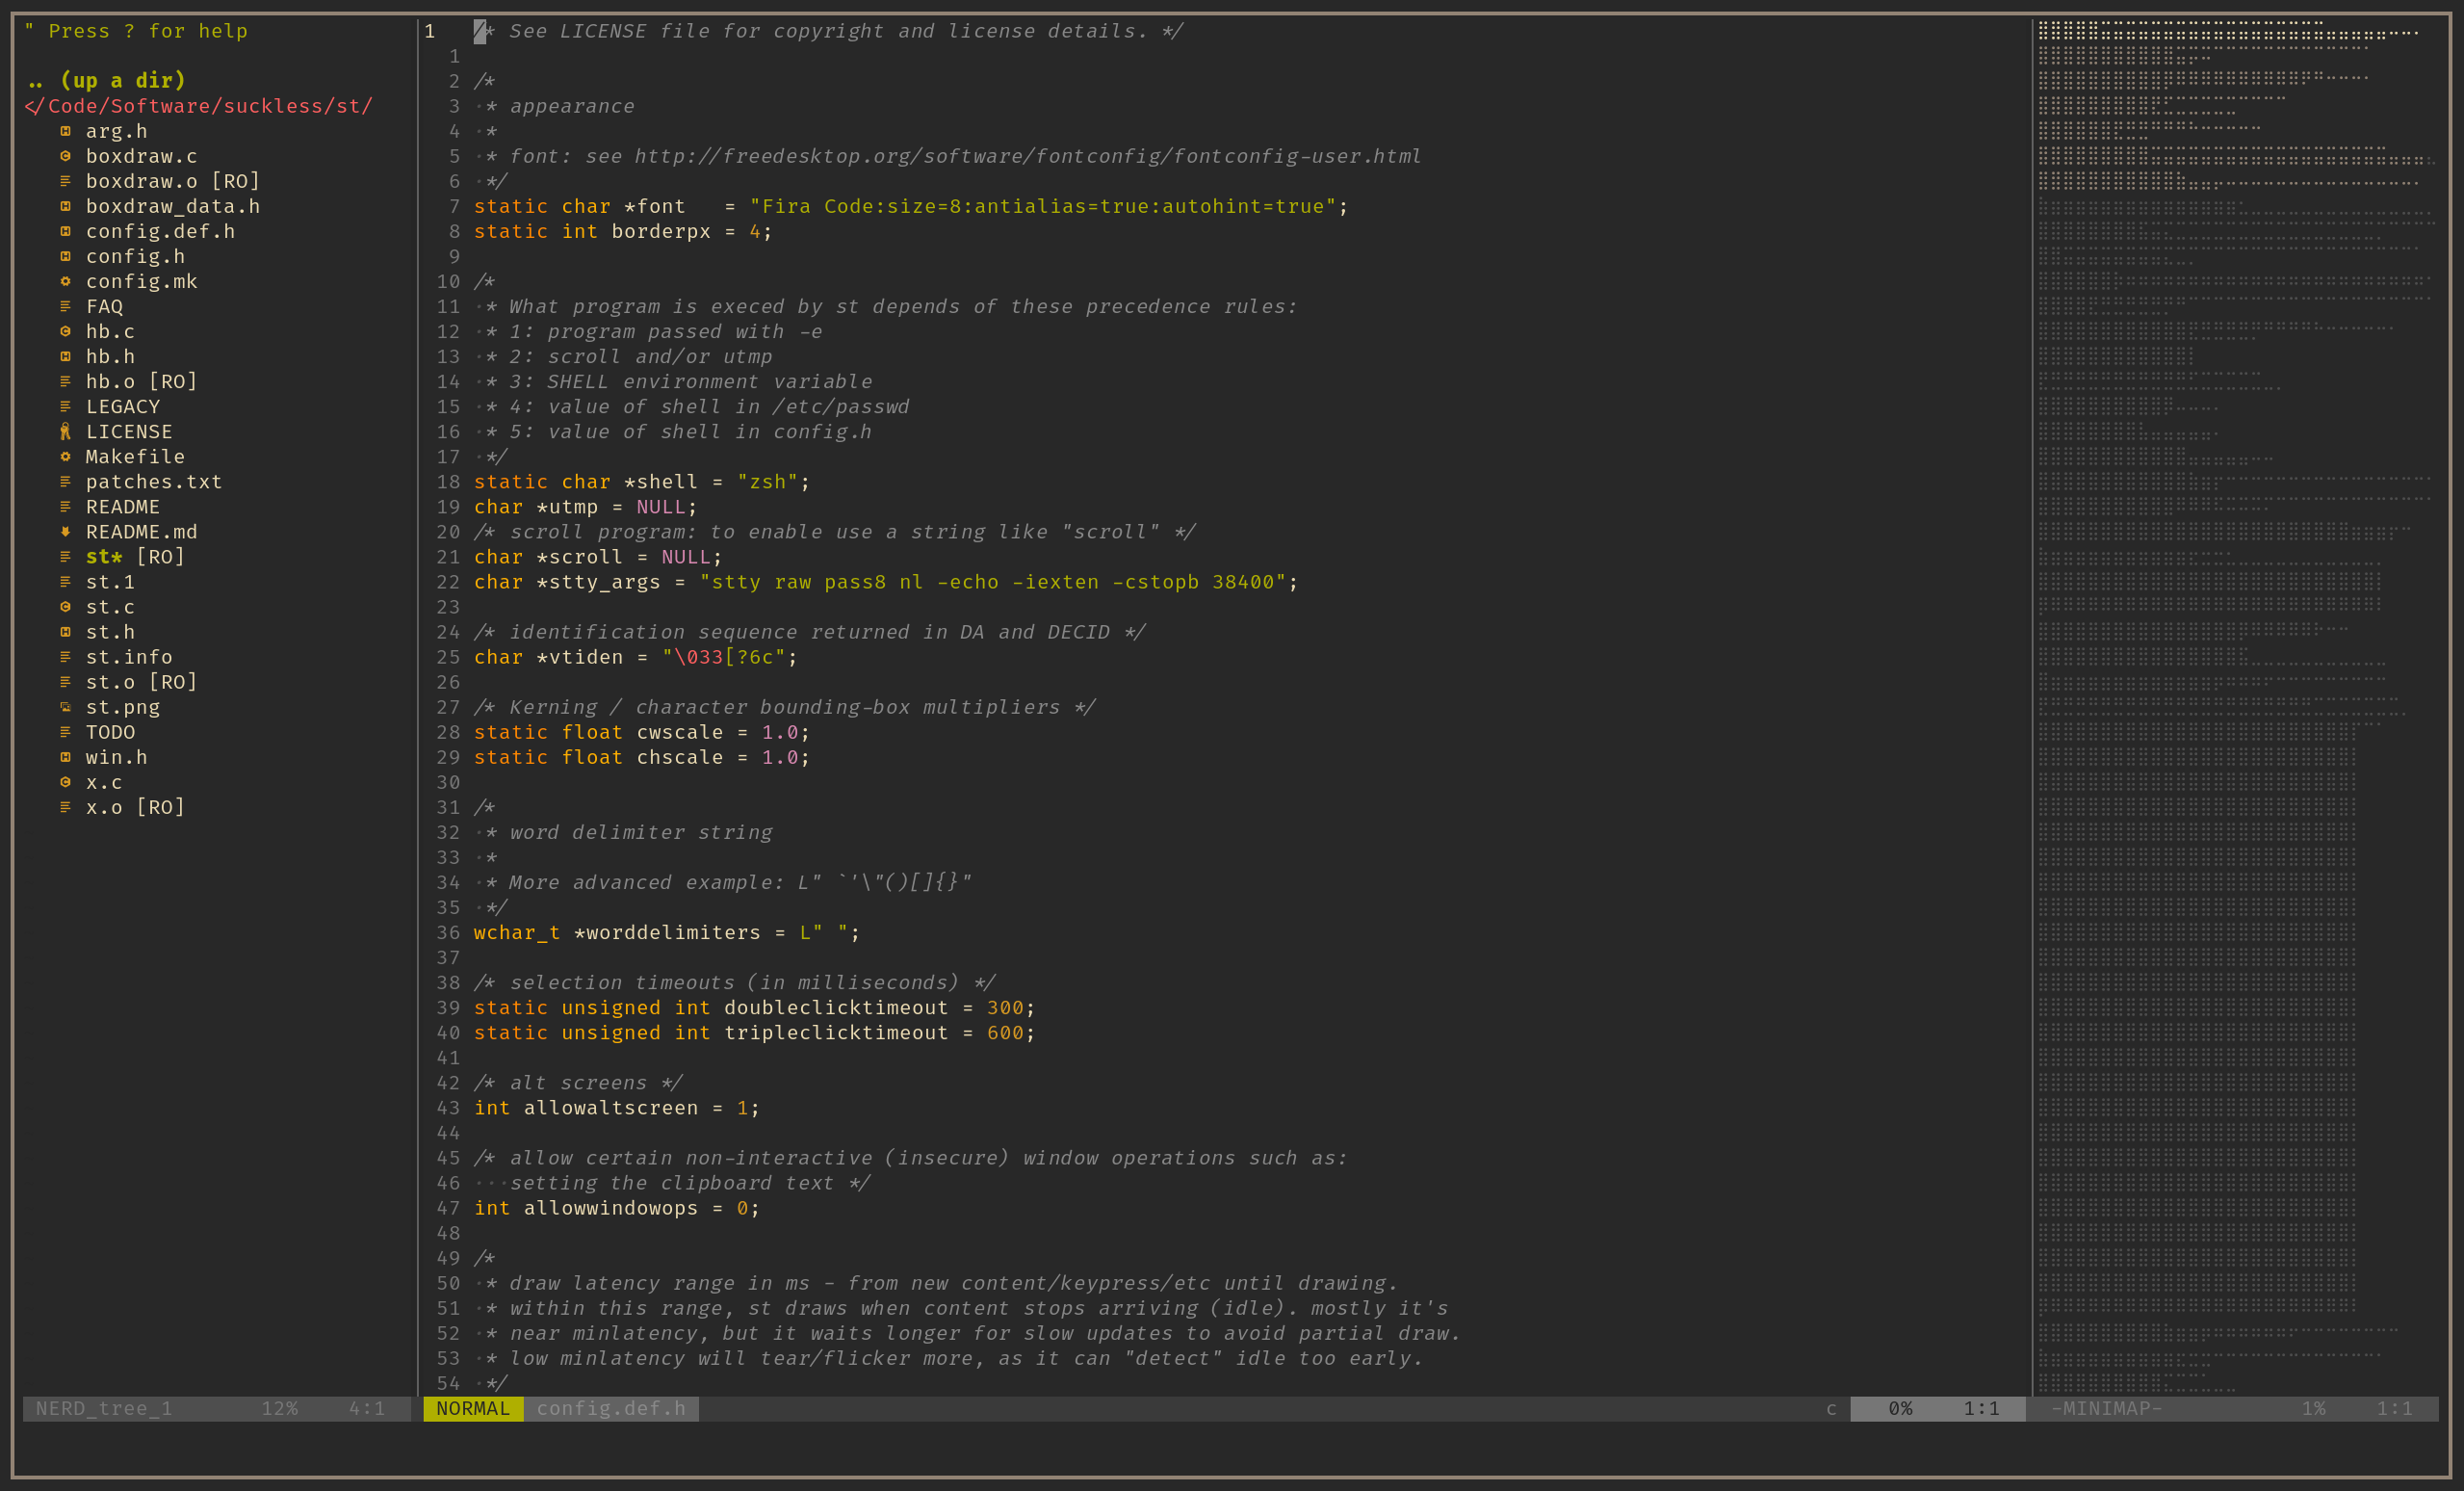 " Press ? for help
.. (up a dir)
</Code/Software/suckless/st/
arg.h
boxdraw.c
boxdraw.o [RO]
boxdraw_data.h
config.def.h
config.h
config.mk
FAQ
hb.c
hb.h
hb.o [RO]
LEGACY
LICENSE
Makefile
patches.txt
README
README.md
st* [RO]
st.1
st.c
st.h
st.info
st.o [RO]
st.png
TODO
win.h
x.c
x.o [RO]
NERD_tree_1 12% 4:1
1 /* See LICENSE file for copyright and license details. */
1
2 /*
3 ·* appearance
4 ·*
5 ·* font: see http://freedesktop.org/software/fontconfig/fontconfig-user.html
6 ·*/
7 static char *font   = "Fira Code:size=8:antialias=true:autohint=true";
8 static int borderpx = 4;
9
10 /*
11 ·* What program is execed by st depends of these precedence rules:
12 ·* 1: program passed with -e
13 ·* 2: scroll and/or utmp
14 ·* 3: SHELL environment variable
15 ·* 4: value of shell in /etc/passwd
16 ·* 5: value of shell in config.h
17 ·*/
18 static char *shell = "zsh";
19 char *utmp = NULL;
20 /* scroll program: to enable use a string like "scroll" */
21 char *scroll = NULL;
22 char *stty_args = "stty raw pass8 nl -echo -iexten -cstopb 38400";
23
24 /* identification sequence returned in DA and DECID */
25 char *vtiden = "\033[?6c";
26
27 /* Kerning / character bounding-box multipliers */
28 static float cwscale = 1.0;
29 static float chscale = 1.0;
30
31 /*
32 ·* word delimiter string
33 ·*
34 ·* More advanced example: L" `'\"()[]{}"
35 ·*/
36 wchar_t *worddelimiters = L" ";
37
38 /* selection timeouts (in milliseconds) */
39 static unsigned int doubleclicktimeout = 300;
40 static unsigned int tripleclicktimeout = 600;
41
42 /* alt screens */
43 int allowaltscreen = 1;
44
45 /* allow certain non-interactive (insecure) window operations such as:
46 ···setting the clipboard text */
47 int allowwindowops = 0;
48
49 /*
50 ·* draw latency range in ms - from new content/keypress/etc until drawing.
51 ·* within this range, st draws when content stops arriving (idle). mostly it's
52 ·* near minlatency, but it waits longer for slow updates to avoid partial draw.
53 ·* low minlatency will tear/flicker more, as it can "detect" idle too early.
54 ·*/
NORMAL config.def.h c 0% 1:1
-MINIMAP- 1% 1:1